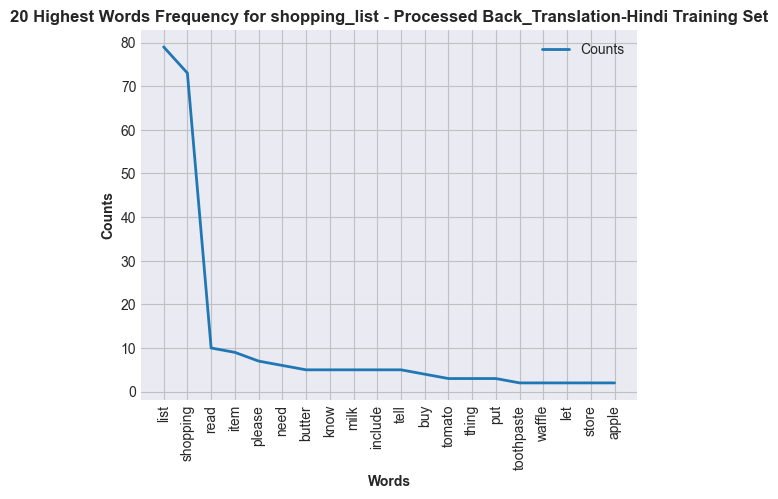 20 Highest Words Frequency for shopping_list - Processed Back_Translation-Hindi Training Set
Counts
80
70
60
50
40
30
20
10
0
Counts
list
shopping
read
item
please
need
butter
know
milk
include
tell
buy
tomato
thing
put
toothpaste
waffle
let
store
apple
Words